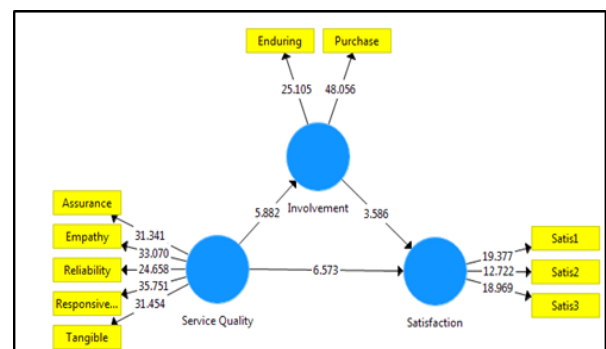 Enduring
Purchase
25.105
48.056
Involvement
5.882
3.586
Assurance
Empathy
Reliability
Responsive...
Tangible
31.341
33.070
24.658
35.751
31.454
6.573
Service Quality
Satisfaction
19.377
12.722
18.969
Satis1
Satis2
Satis3